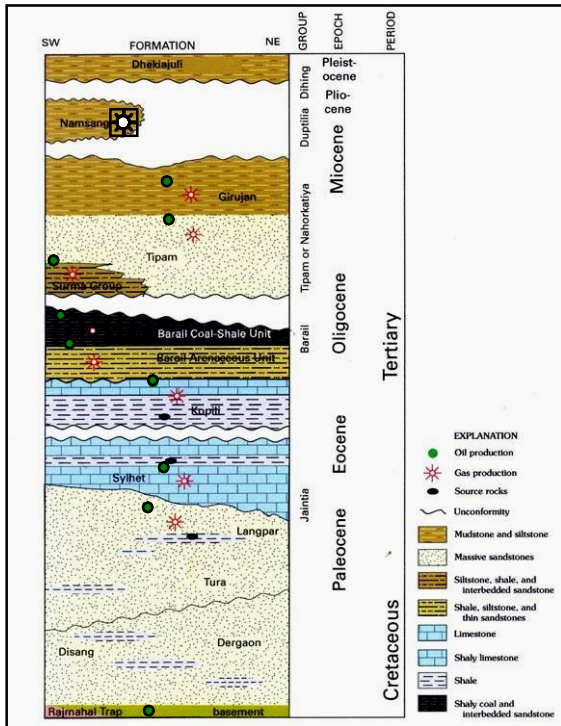 SW FORMATION NE
GROUP
EPOCH
PERIOD
Dhekiajuli
Dihing
Pleist-
ocene
Plio-
cene
Namsang
Duptilia
Miocene
Girujan
Tipam or Nahorkatiya
Tipam
Surma Group
Oligocene
Barail Coal-Shale Unit
Barail
Barail Arenaceous Unit
Tertiary
Kopili
Eocene
Sylhet
Jaintia
Langpar
Paleocene
Tura
Dergaon
Disang
Cretaceous
Rajmahal Trap basement
EXPLANATION
Oil production
Gas production
Source rocks
Unconformity
Mudstone and siltstone
Massive sandstones
Siltstone, shale, and
interbedded sandstone
Shale, siltstone, and
thin sandstones
Limestone
Shaly limestone
Shale
Shaly coal and
interbedded sandstone